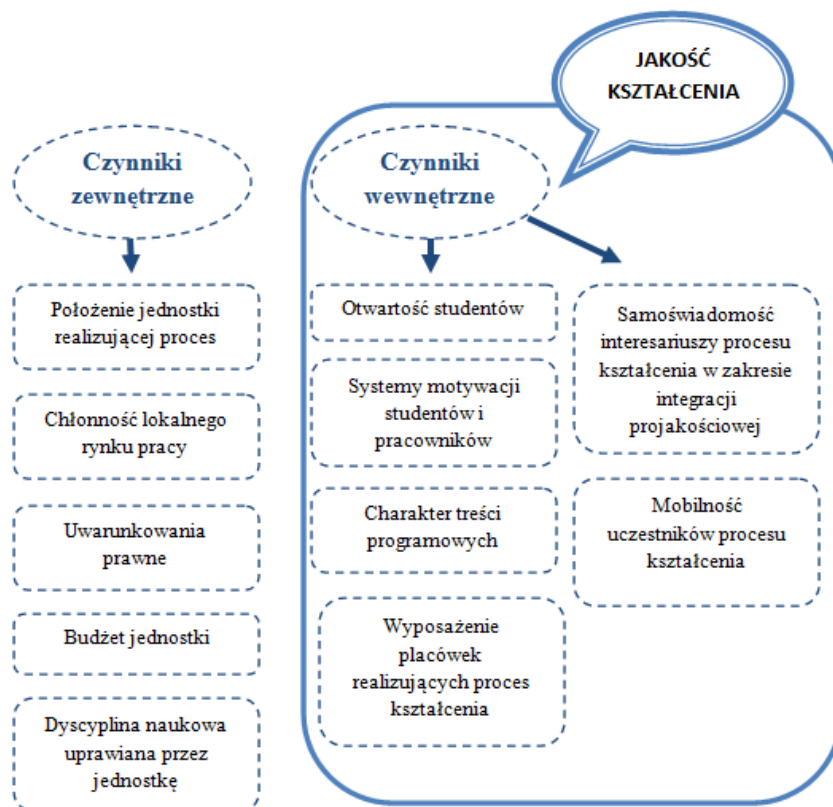 JAKOŚĆ
KSZTAŁCENIA
Czynniki
zewnętrzne
Położenie jednostki
realizującej proces
Chłonność lokalnego
rynku pracy
Uwarunkowania
prawne
Budżet jednostki
Dyscyplina naukowa
uprawiana przez
jednostkę
Czynniki
wewnętrzne
Otwartość studentów
Systemy motywacji
studentów i
pracowników
Charakter treści
programowych
Wyposażenie
placówek
realizujących proces
kształcenia
Samoświadomość
interesariuszy procesu
kształcenia w zakresie
integracji
projakościowej
Mobilność
uczestników procesu
kształcenia